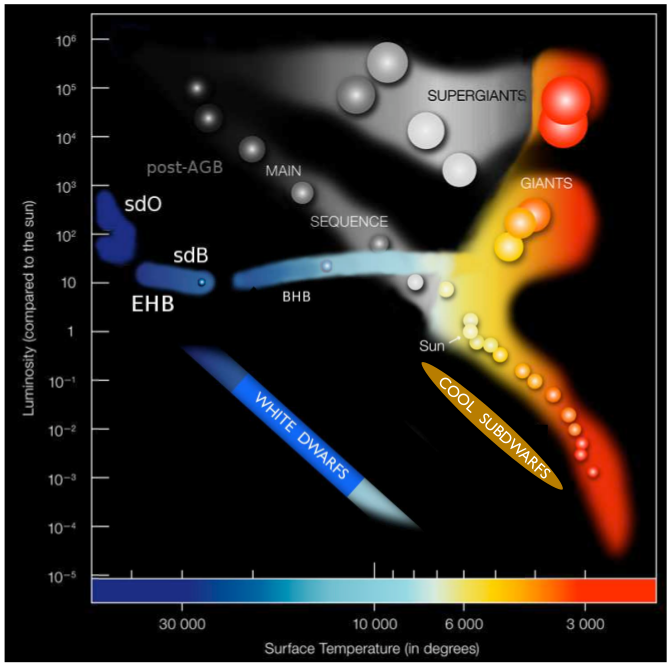 10⁶
10⁵
SUPERGIANTS
10⁴
post-AGB
MAIN
10³
GIANTS
sdO
SEQUENCE
10²
sdB
10
EHB
BHB
1
Sun
10⁻¹
COOL SUBDWARFS
WHITE DWARFS
10⁻²
10⁻³
10⁻⁴
10⁻⁵
Luminosity (compared to the sun)
30 000
10 000
6 000
3 000
Surface Temperature (in degrees)